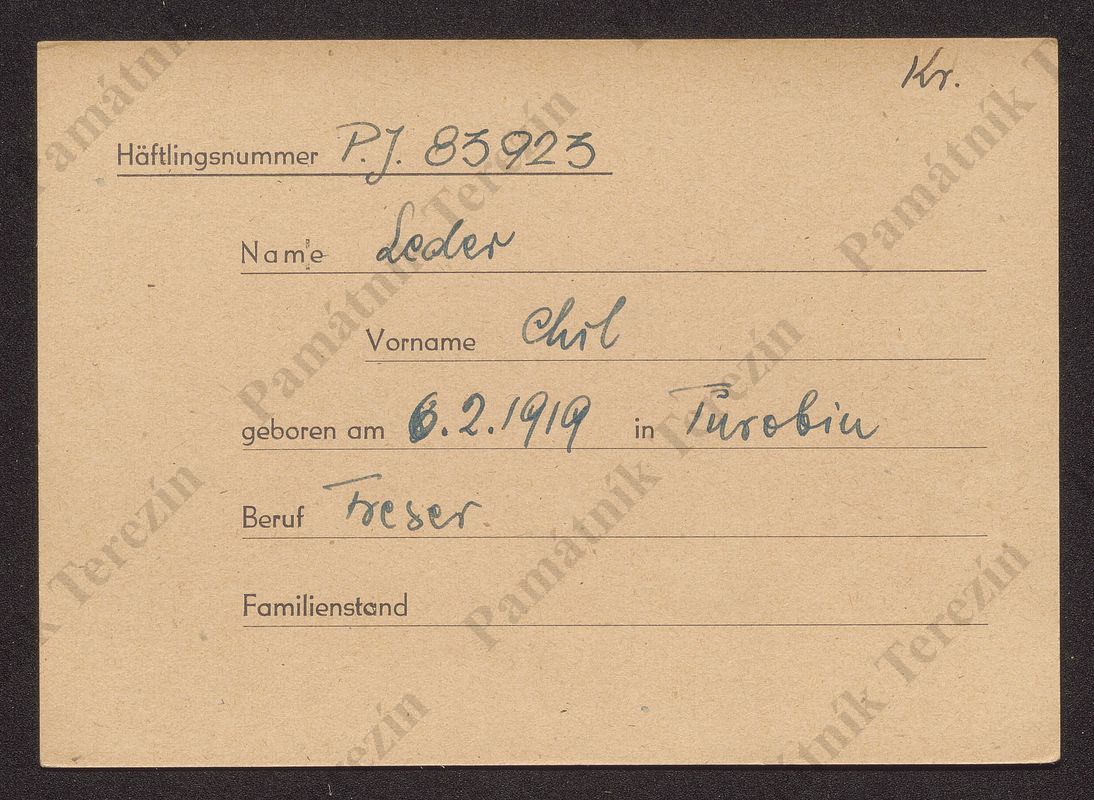 Kr.
Häftlingsnummer P.J. 83923
Name Leder
Vorname Chil
geboren am 6.2.1919 in Turobin
Beruf Freser
Familienstand
Památník Terezín